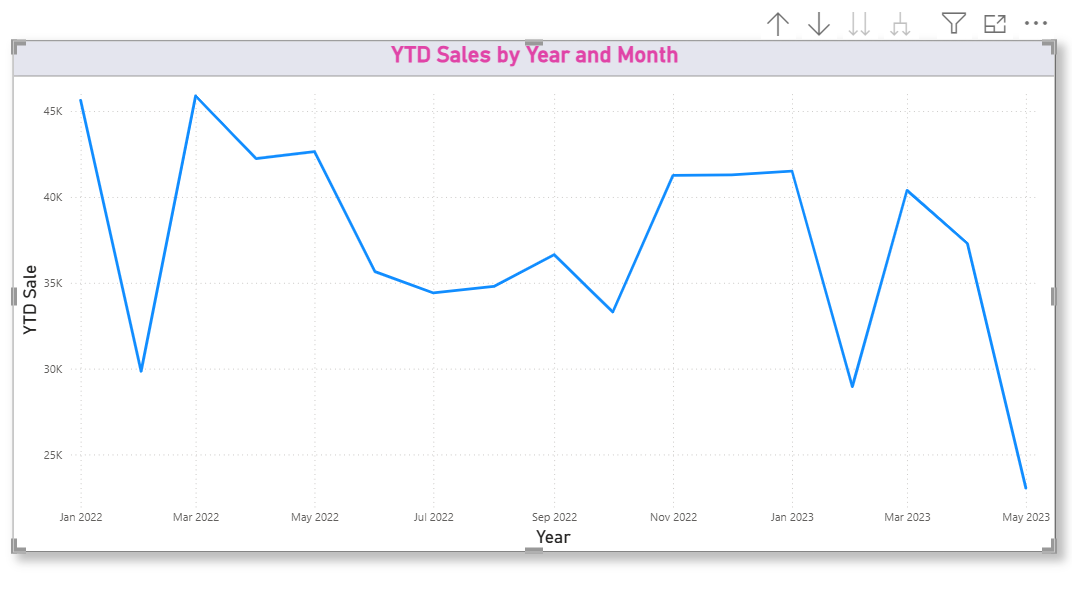 YTD Sales by Year and Month
YTD Sale
45K
40K
35K
30K
25K
Jan 2022 Mar 2022 May 2022 Jul 2022 Sep 2022 Nov 2022 Jan 2023 Mar 2023 May 2023
Year